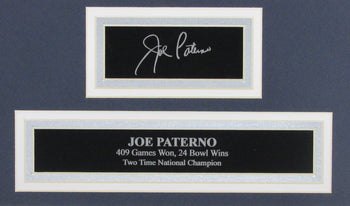 Joe Paterno
JOE PATERNO
409 Games Won, 24 Bowl Wins
Two Time National Champion